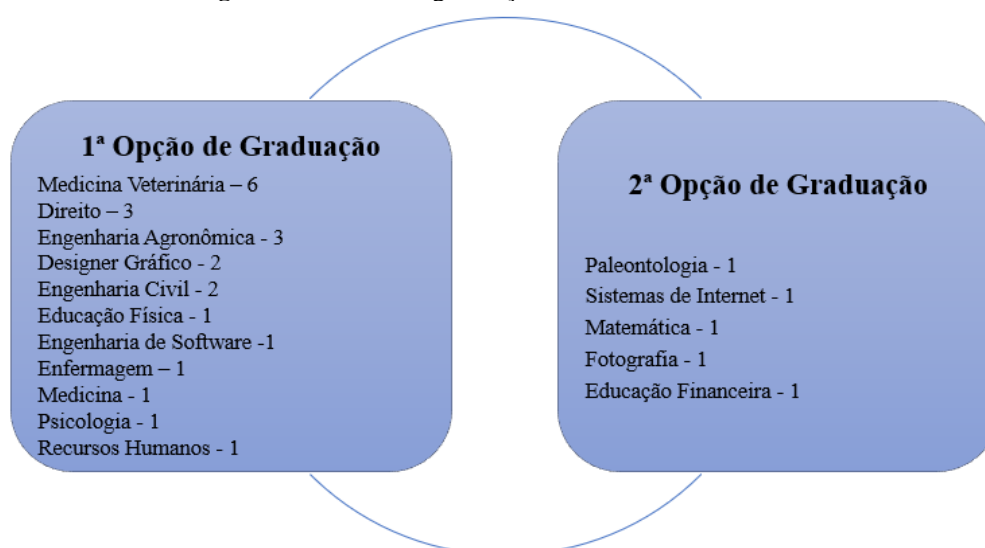 1ª Opção de Graduação
Medicina Veterinária – 6
Direito – 3
Engenharia Agronômica - 3
Designer Gráfico - 2
Engenharia Civil - 2
Educação Física - 1
Engenharia de Software -1
Enfermagem – 1
Medicina - 1
Psicologia - 1
Recursos Humanos - 1
2ª Opção de Graduação
Paleontologia - 1
Sistemas de Internet - 1
Matemática - 1
Fotografia - 1
Educação Financeira - 1